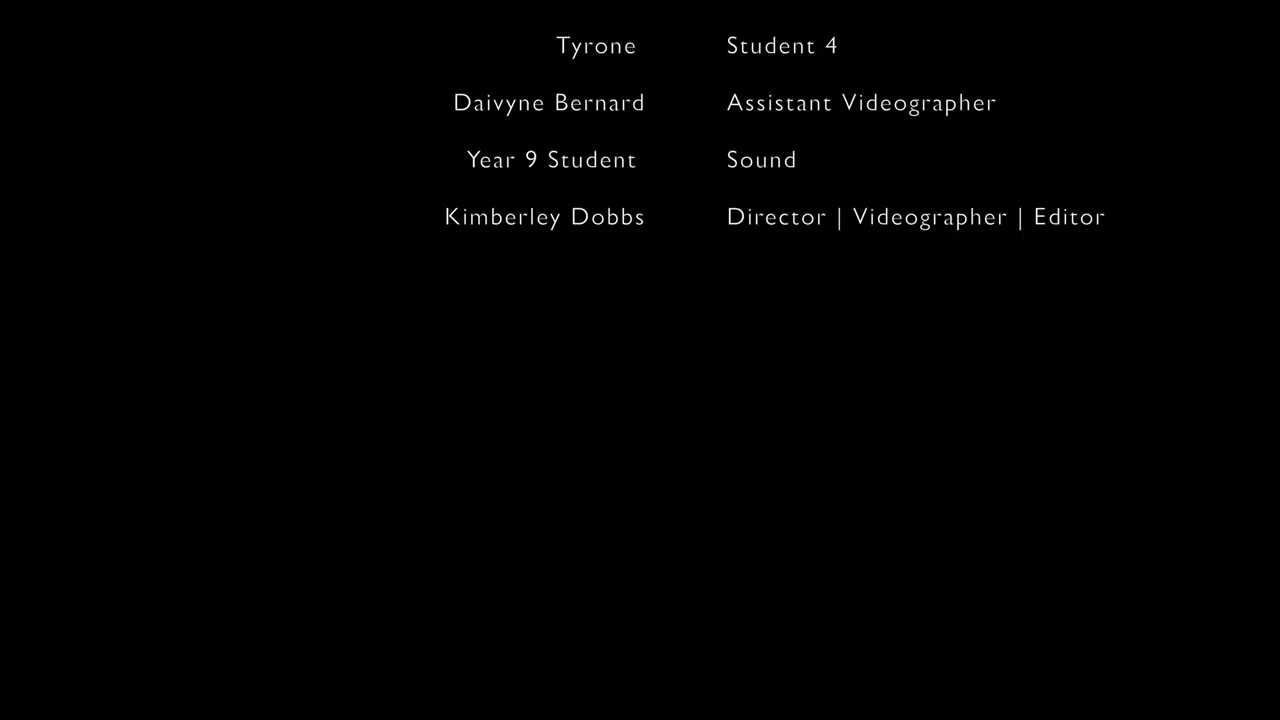 Tyrone Student 4
Daivyne Bernard Assistant Videographer
Year 9 Student Sound
Kimberley Dobbs Director | Videographer | Editor